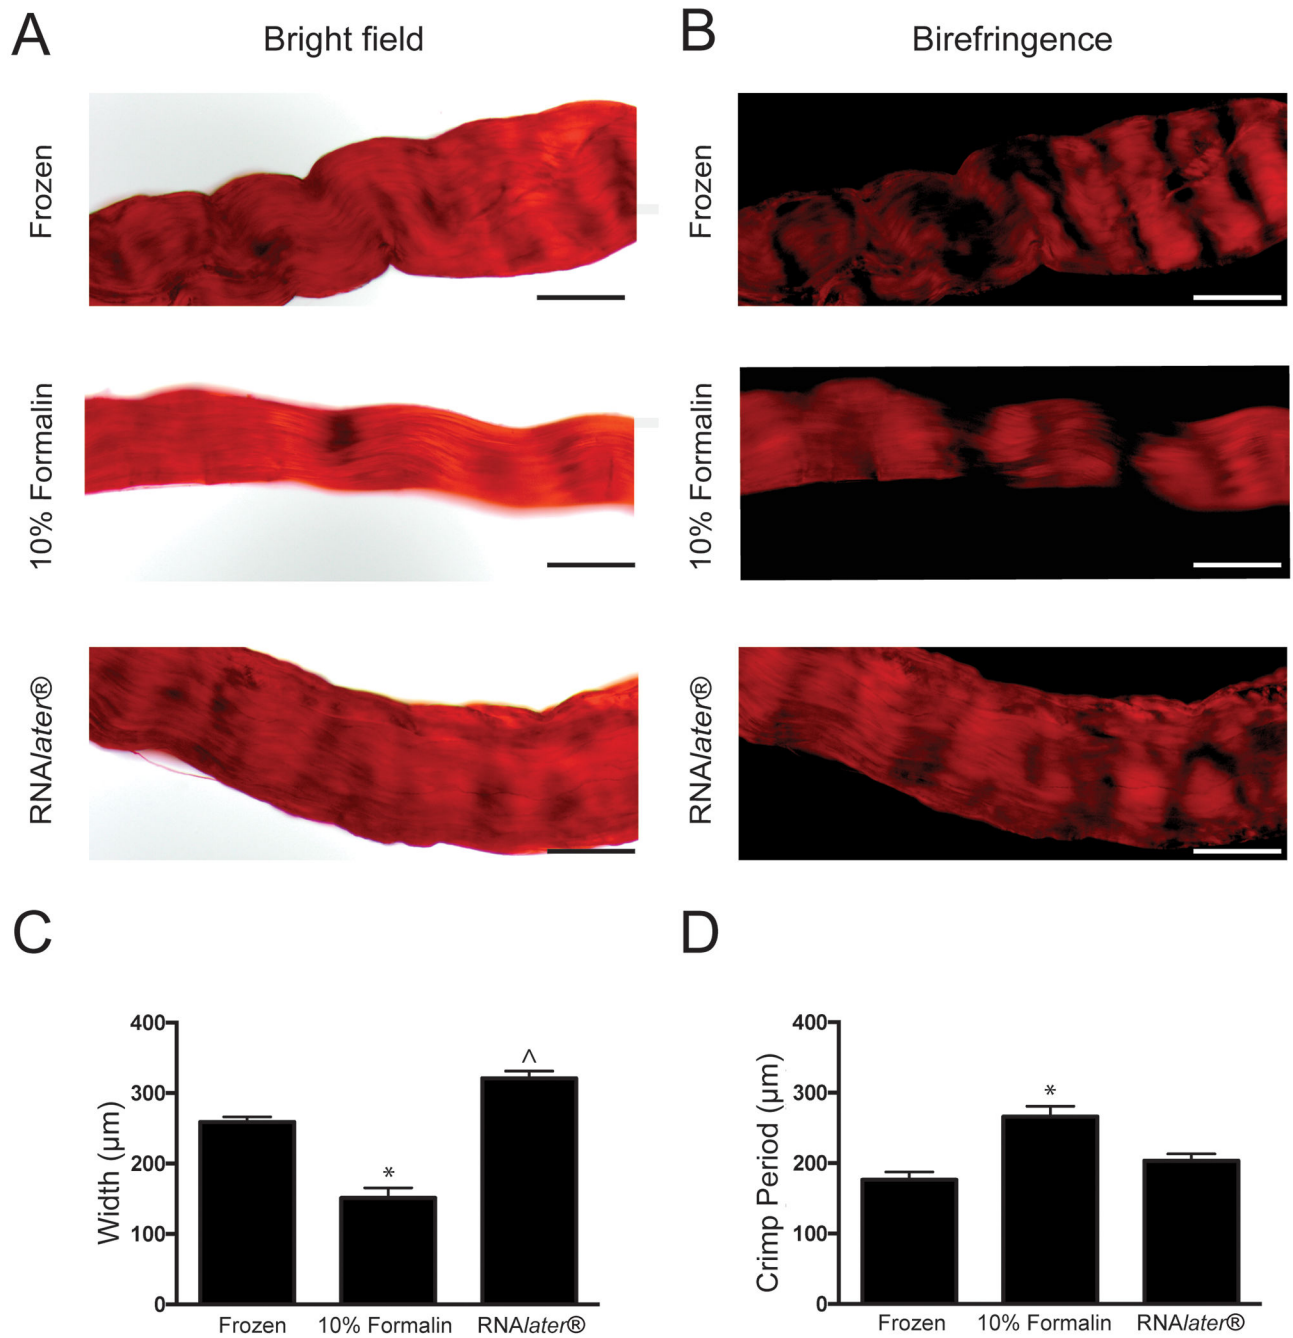 A
Bright field
B
Birefringence
Frozen
Frozen
10% Formalin
10% Formalin
RNAlater®
RNAlater®
C
D
Width (µm)
400
300
200
100
0
*
^
Frozen
10% Formalin
RNAlater®
Crimp Period (µm)
400
300
200
100
0
*
Frozen
10% Formalin
RNAlater®